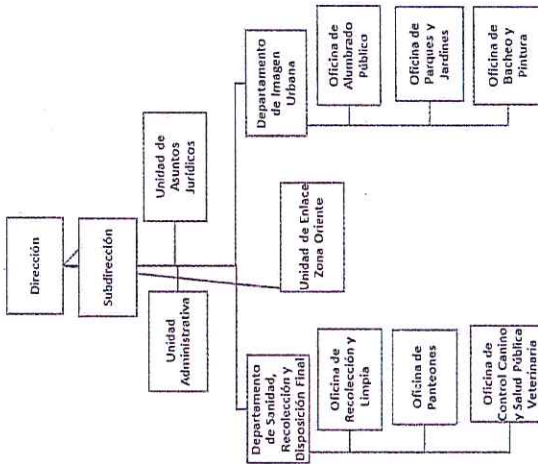 Dirección
Subdirección
Unidad de
Asuntos
Jurídicos
Unidad
Administrativa
Unidad de Enlace
Zona Oriente
Departamento
de Sanidad,
Recolección y
Disposición Final
Oficina de
Recolección y
Limpia
Oficina de
Panteones
Oficina de
Control Canino
y Salud Pública
Veterinaria
Departamento
de Imagen
Urbana
Oficina de
Alumbrado
Público
Oficina de
Parques y
Jardines
Oficina de
Bacheo y
Pintura